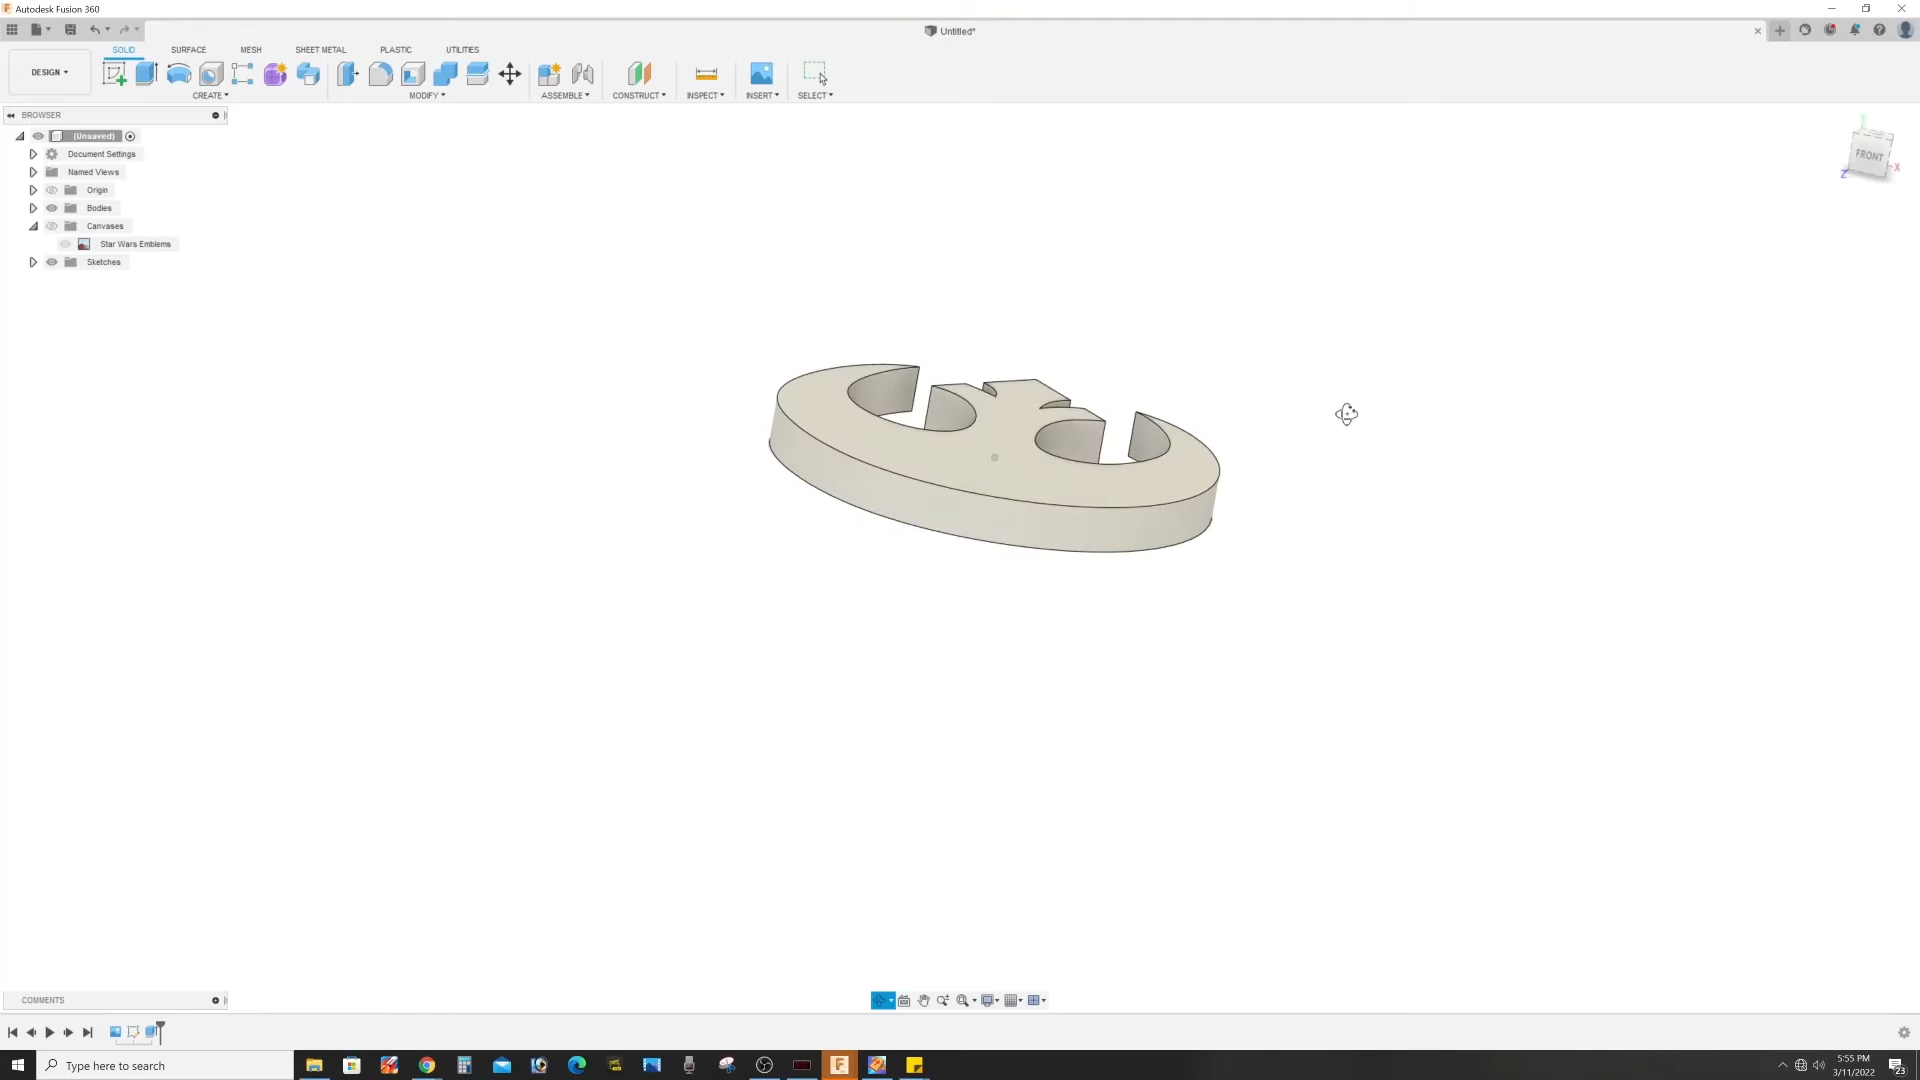 Autodesk Fusion 360
Untitled*
SOLID SURFACE MESH SHEET METAL PLASTIC UTILITIES
DESIGN
CREATE MODIFY ASSEMBLE CONSTRUCT INSPECT INSERT SELECT
BROWSER
(Unsaved)
Document Settings
Named Views
Origin
Bodies
Canvases
Star Wars Emblems
Sketches
FRONT
X
Z
COMMENTS
Type here to search
5:55 PM
3/11/2022
23